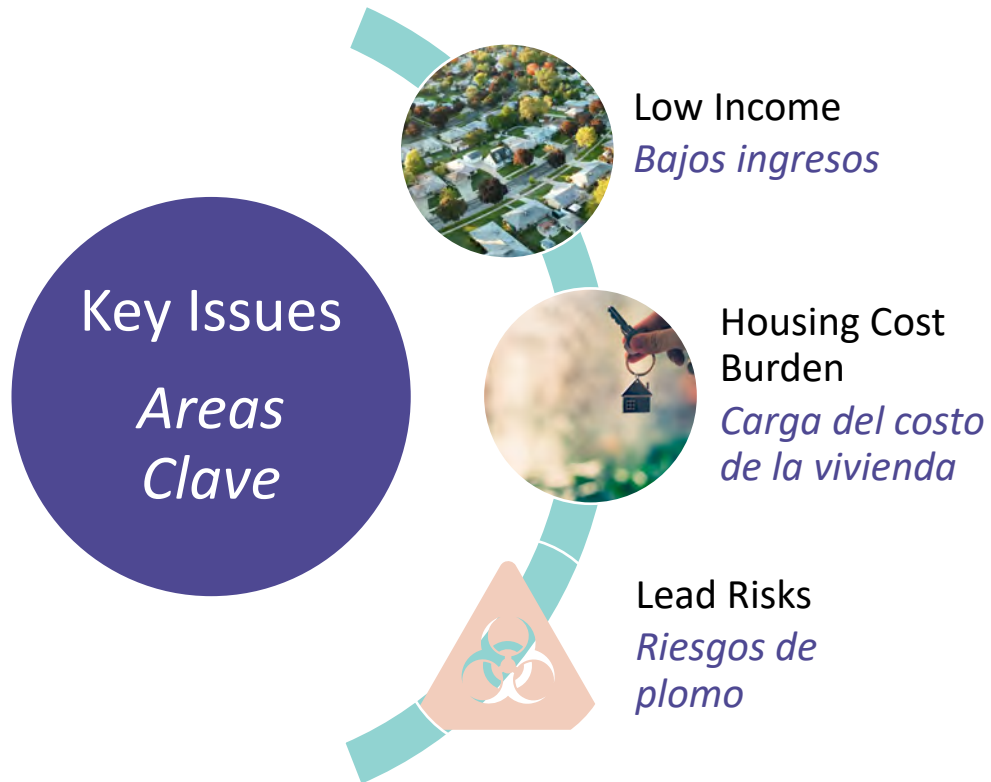 Key Issues
Areas
Clave
Low Income
Bajos ingresos
Housing Cost
Burden
Carga del costo
de la vivienda
Lead Risks
Riesgos de
plomo